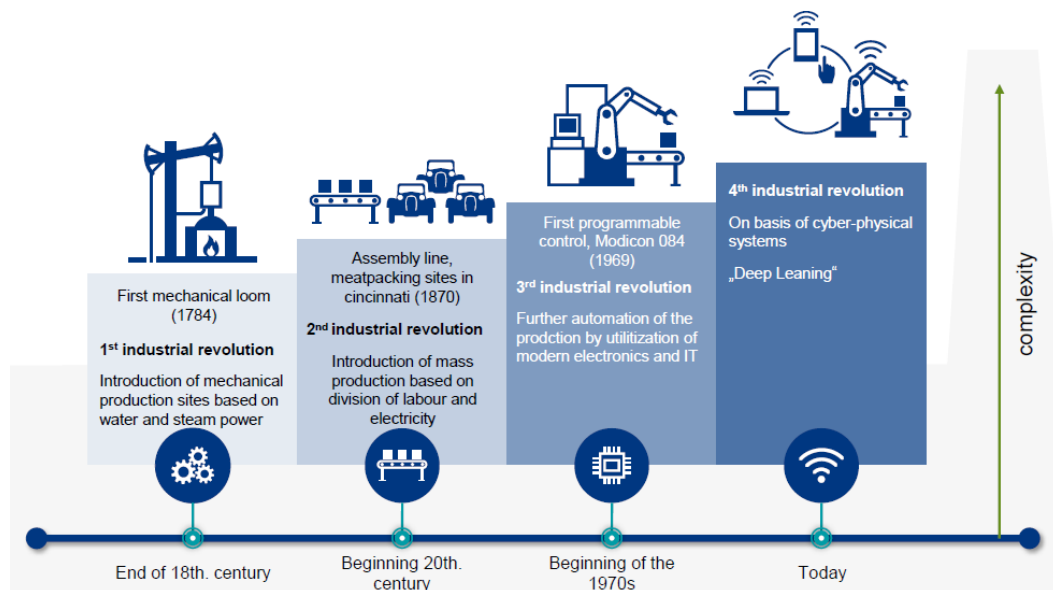 First mechanical loom
(1784)
1st industrial revolution
Introduction of mechanical
production sites based on
water and steam power
Assembly line,
meatpacking sites in
cincinnati (1870)
2nd industrial revolution
Introduction of mass
production based on
division of labour and
electricity
First programmable
control, Modicon 084
(1969)
3rd industrial revolution
Further automation of the
prodction by utilitization of
modern electronics and IT
4th industrial revolution
On basis of cyber-physical
systems
„Deep Leaning“
complexity
End of 18th. century
Beginning 20th.
century
Beginning of the
1970s
Today